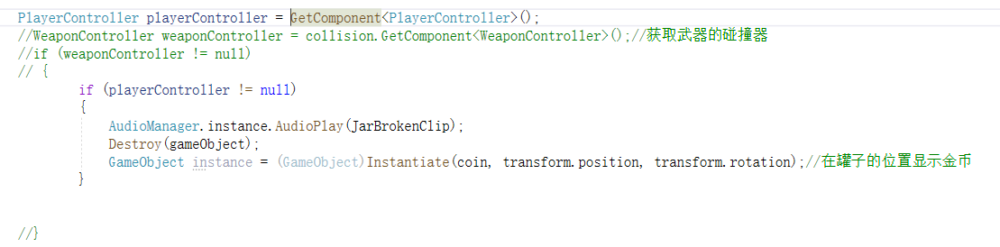 PlayerController playerController = GetComponent<PlayerController>();
//WeaponController weaponController = collision.GetComponent<WeaponController>();//获取武器的碰撞器
//if (weaponController != null)
// {
if (playerController != null)
{
AudioManager.instance.AudioPlay(JarBrokenClip);
Destroy(gameObject);
GameObject instance = (GameObject)Instantiate(coin, transform.position, transform.rotation);//在罐子的位置显示金币
}
//}